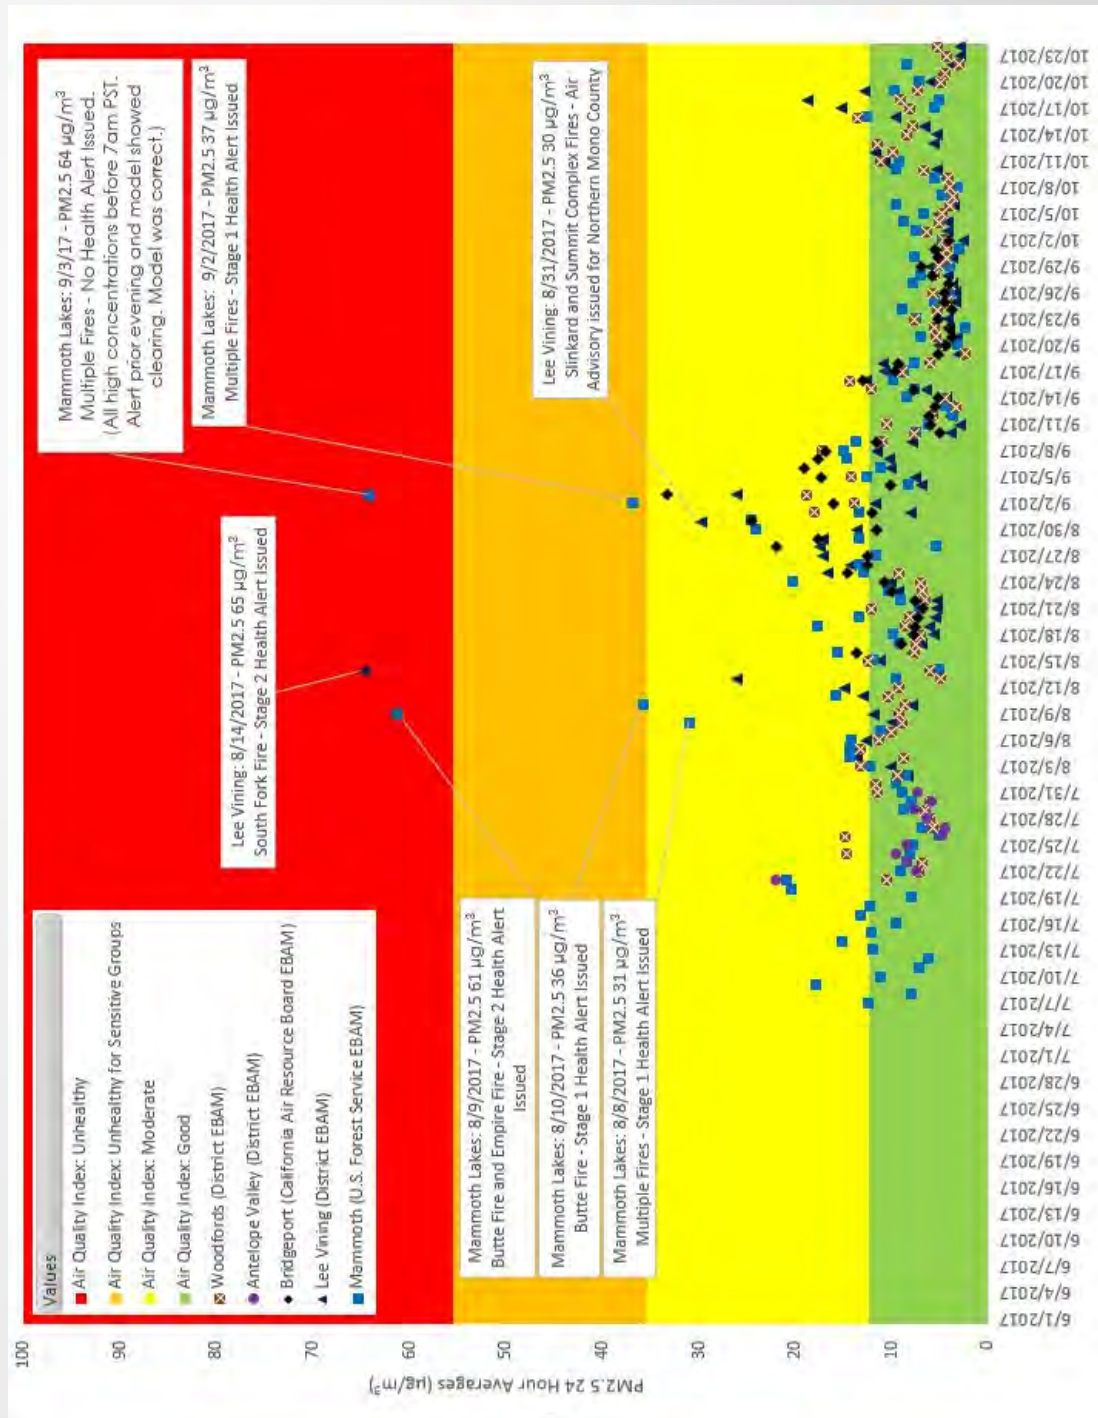 Values
Air Quality Index: Unhealthy
Air Quality Index: Unhealthy for Sensitive Groups
Air Quality Index: Moderate
Air Quality Index: Good
Woodfords (District EBAM)
Antelope Valley (District EBAM)
Bridgeport (California Air Resource Board EBAM)
Lee Vining (District EBAM)
Mammoth (U.S. Forest Service EBAM)
Lee Vining: 8/14/2017 - PM2.5 65 µg/m³
South Fork Fire - Stage 2 Health Alert Issued
Mammoth Lakes: 9/3/17 - PM2.5 64 µg/m³
Multiple Fires - No Health Alert Issued.
(All high concentrations before 7am PST.
Alert prior evening and model showed
clearing. Model was correct.)
Mammoth Lakes: 9/2/2017 - PM2.5 37 µg/m³
Multiple Fires - Stage 1 Health Alert Issued
Lee Vining: 8/31/2017 - PM2.5 30 µg/m³
Slinkard and Summit Complex Fires - Air
Advisory issued for Northern Mono County
Mammoth Lakes: 8/9/2017 - PM2.5 61 µg/m³
Butte Fire and Empire Fire - Stage 2 Health Alert
Issued
Mammoth Lakes: 8/10/2017 - PM2.5 36 µg/m³
Butte Fire - Stage 1 Health Alert Issued
Mammoth Lakes: 8/8/2017 - PM2.5 31 µg/m³
Multiple Fires - Stage 1 Health Alert Issued
PM2.5 24 Hour Averages (µg/m³)
100
90
80
70
60
50
40
30
20
10
0
6/1/2017
6/4/2017
6/7/2017
6/10/2017
6/13/2017
6/16/2017
6/19/2017
6/22/2017
6/25/2017
6/28/2017
7/1/2017
7/4/2017
7/7/2017
7/10/2017
7/13/2017
7/16/2017
7/19/2017
7/22/2017
7/25/2017
7/28/2017
7/31/2017
8/3/2017
8/6/2017
8/9/2017
8/12/2017
8/15/2017
8/18/2017
8/21/2017
8/24/2017
8/27/2017
8/30/2017
9/2/2017
9/5/2017
9/8/2017
9/11/2017
9/14/2017
9/17/2017
9/20/2017
9/23/2017
9/26/2017
9/29/2017
10/2/2017
10/5/2017
10/8/2017
10/11/2017
10/14/2017
10/17/2017
10/20/2017
10/23/2017